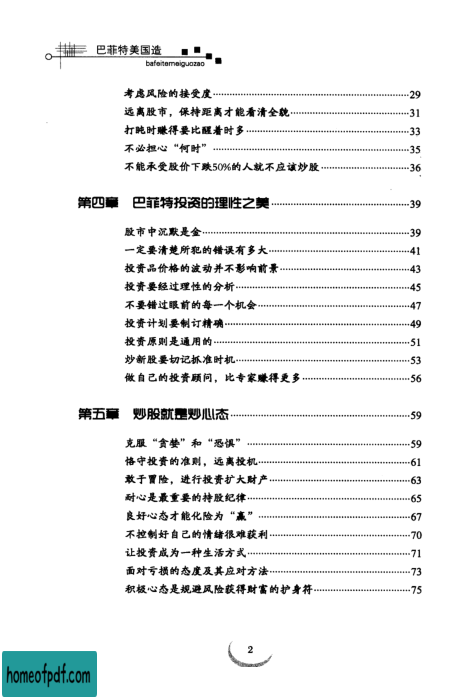 巴菲特美国造
bafeitemeiguozao
考虑风险的接受度 29
远离股市，保持距离才能看清全貌 31
打盹时赚得要比醒着时多 33
不必担心“何时” 35
不能承受股价下跌50%的人就不应该炒股 36
第四章 巴菲特投资的理性之美 39
股市中沉默是金 39
一定要清楚所犯的错误有多大 41
投资品价格的波动并不影响前景 43
投资要经过理性的分析 45
不要错过眼前的每一个机会 47
投资计划要制订精确 49
投资原则是通用的 51
炒新股要切记抓准时机 53
做自己的投资顾问，比专家赚得更多 56
第五章 炒股就是炒心态 59
克服“贪婪”和“恐惧” 59
恪守投资的准则，远离投机 61
敢于冒险，进行投资扩大财产 63
耐心是最重要的持股纪律 65
良好心态才能化险为“赢” 67
不控制好自己的情绪很难获利 70
让投资成为一种生活方式 71
面对亏损的态度及其应对方法 73
积极心态是规避风险获得财富的护身符 75
2
homeofpdf.com